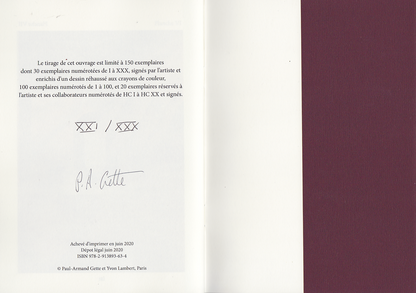 Le tirage de cet ouvrage est limité à 150 exemplaires
dont 30 exemplaires numérotées de I à XXX, signés par l'artiste et
enrichis d'un dessin réhaussé aux crayons de couleur,
100 exemplaires numérotés de 1 à 100, et 20 exemplaires réservés à
l'artiste et ses collaborateurs numérotés de HC I à HC XX et signés.
XXI / XXX
P. A. Gette
Achevé d'imprimer en juin 2020
Dépot légal juin 2020
ISBN 978-2-913893-63-4
© Paul-Armand Gette et Yvon Lambert, Paris